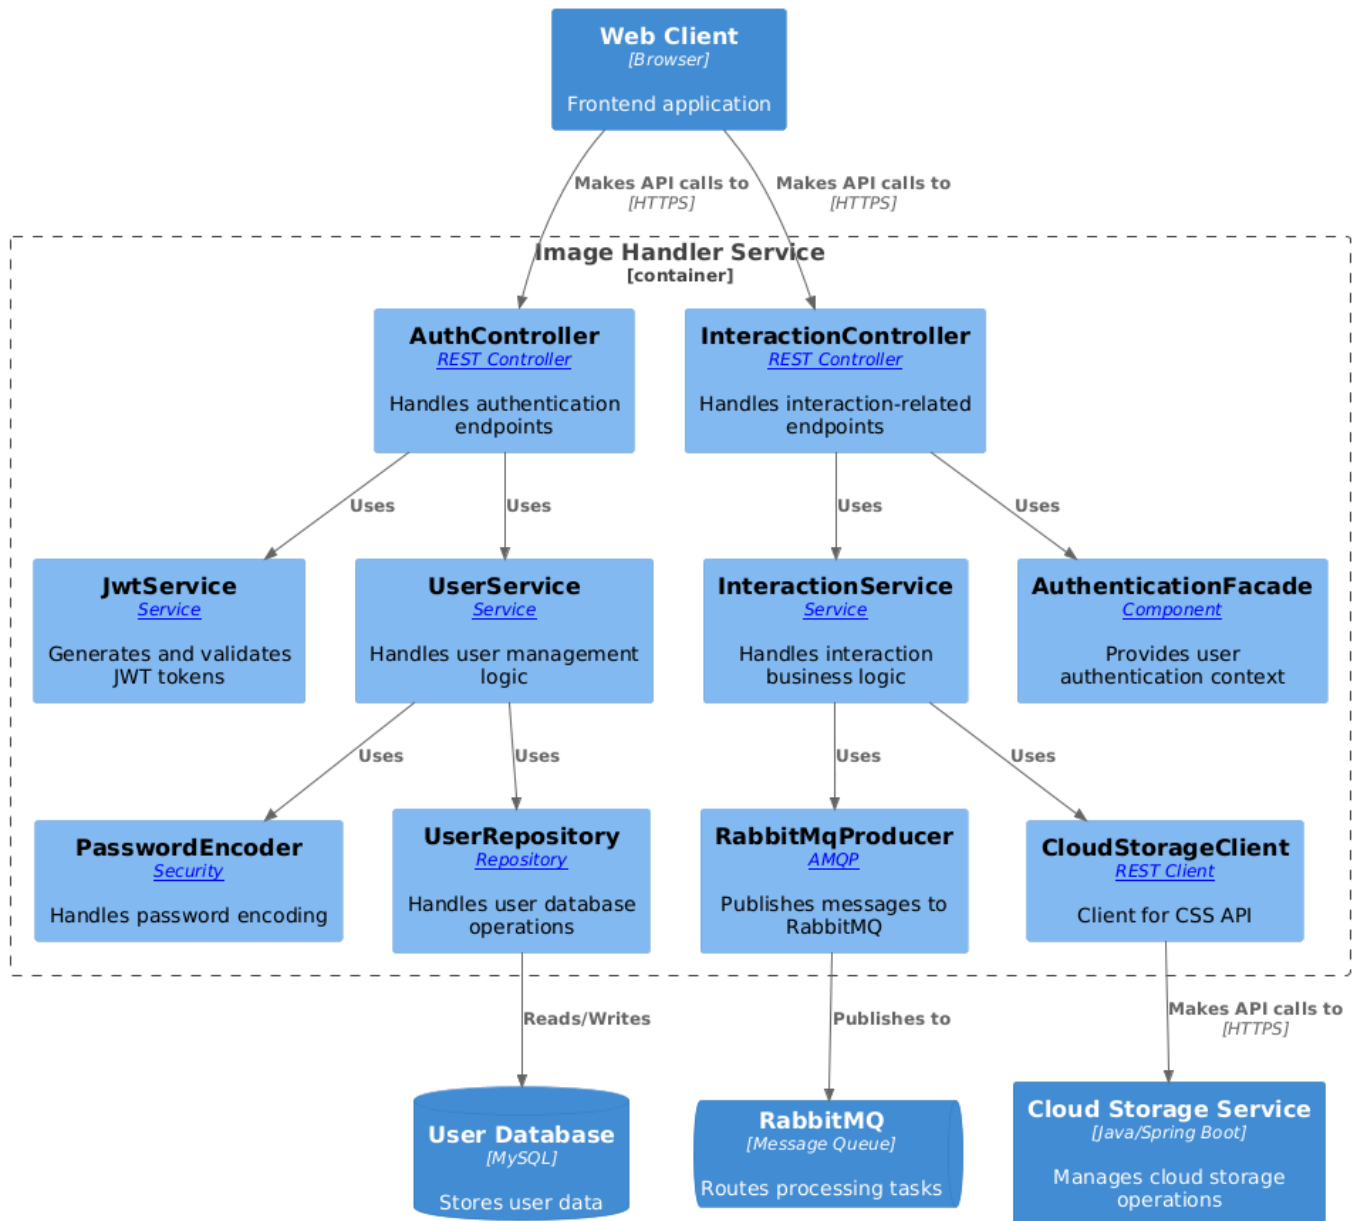 Web Client
[Browser]
Frontend application
Makes API calls to
[HTTPS]
Makes API calls to
[HTTPS]
Image Handler Service
[container]
AuthController
REST Controller
Handles authentication
endpoints
InteractionController
REST Controller
Handles interaction-related
endpoints
Uses
Uses
Uses
Uses
JwtService
Service
Generates and validates
JWT tokens
UserService
Service
Handles user management
logic
InteractionService
Service
Handles interaction
business logic
AuthenticationFacade
Component
Provides user
authentication context
Uses
Uses
Uses
Uses
PasswordEncoder
Security
Handles password encoding
UserRepository
Repository
Handles user database
operations
RabbitMqProducer
AMQP
Publishes messages to
RabbitMQ
CloudStorageClient
REST Client
Client for CSS API
Reads/Writes
Publishes to
Makes API calls to
[HTTPS]
User Database
[MySQL]
Stores user data
RabbitMQ
[Message Queue]
Routes processing tasks
Cloud Storage Service
[Java/Spring Boot]
Manages cloud storage
operations